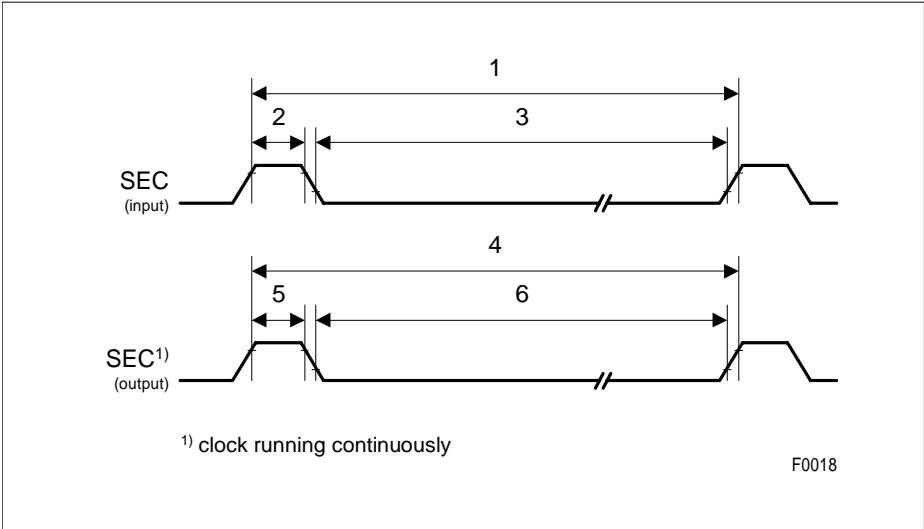 1
2
3
SEC
(input)
4
5
6
SEC1)
(output)
1) clock running continuously
F0018